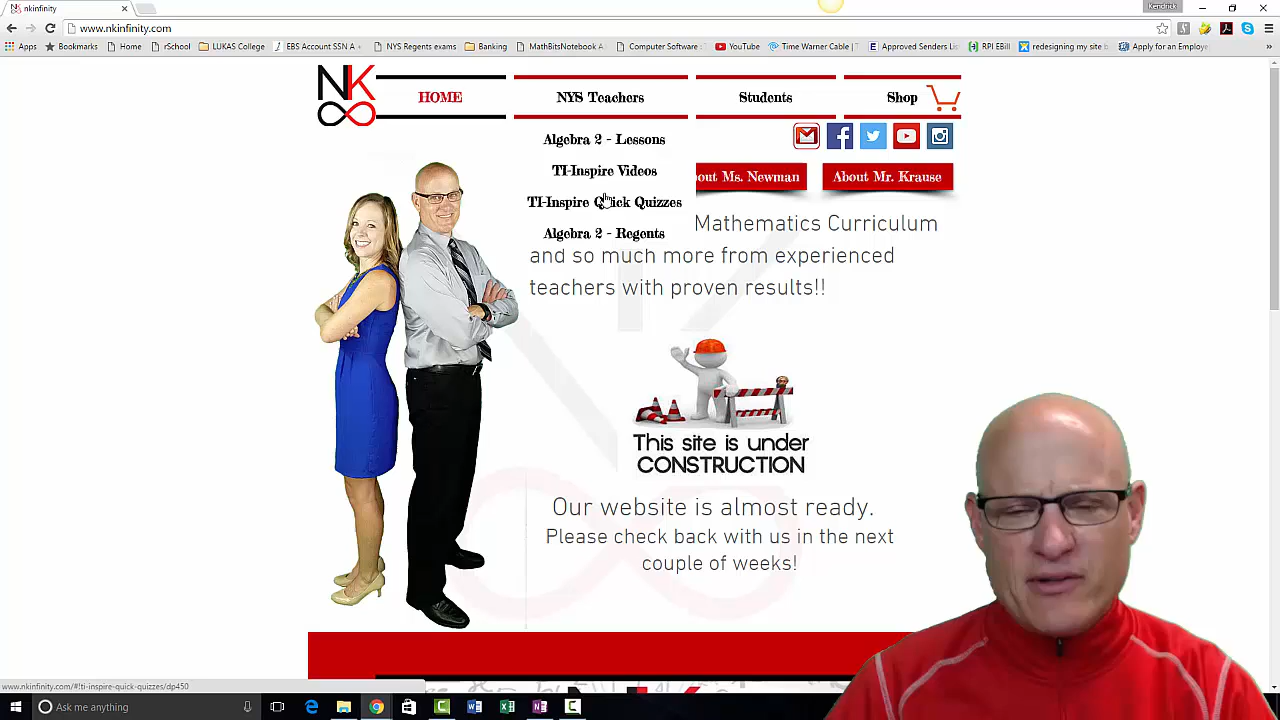 nkinfinity
Kendrick
www.nkinfinity.com
Apps
Bookmarks
Home
rSchool
LUKAS College
EBS Access SSN A
NYS Regents exams
Banking
MathBitsNotebook A
Computer Software :
YouTube
Time Warner Cable |
Approved Senders Lis
RPI EBill
redesigning my site b
Apply for an Employe
NK
HOME
NYS Teachers
Students
Shop
Algebra 2 - Lessons
TI-Inspire Videos
TI-Inspire Quick Quizzes
Algebra 2 - Regents
out Ms. Newman
About Mr. Krause
Mathematics Curriculum
and so much more from experienced
teachers with proven results!!
This site is under
CONSTRUCTION
Our website is almost ready.
Please check back with us in the next
couple of weeks!
www.nkinfinity.com/#!ti-inspire-quick-quizzes/dp450
Ask me anything